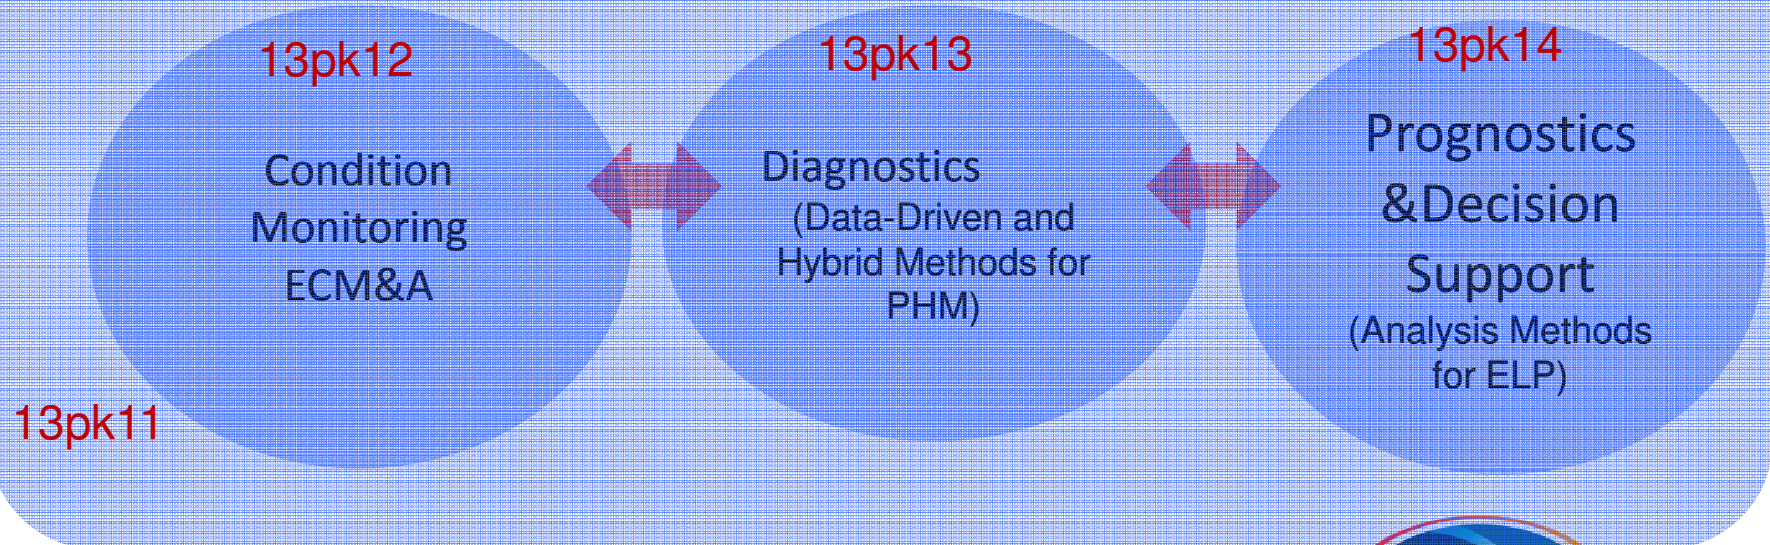 13pk12
Condition
Monitoring
ECM&A
13pk13
Diagnostics
(Data-Driven and
Hybrid Methods for
PHM)
13pk14
Prognostics
&Decision
Support
(Analysis Methods
for ELP)
13pk11